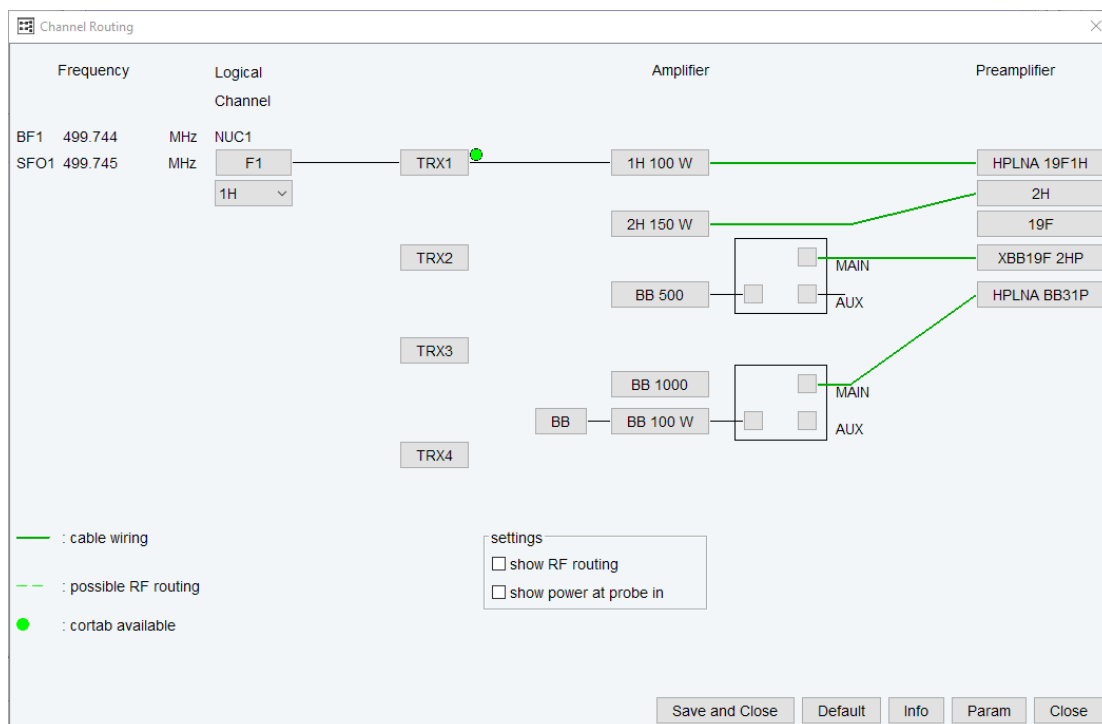 Channel Routing
Frequency Logical Channel Amplifier Preamplifier
BF1 499.744 MHz NUC1
SFO1 499.745 MHz F1 TRX1 1H 100 W HPLNA 19F1H
1H 2H
2H 150 W 19F
TRX2 MAIN XBB19F 2HP
BB 500 AUX HPLNA BB31P
TRX3
BB 1000 MAIN
BB BB 100 W AUX
TRX4
: cable wiring
: possible RF routing
: cortab available
settings
show RF routing
show power at probe in
Save and Close Default Info Param Close